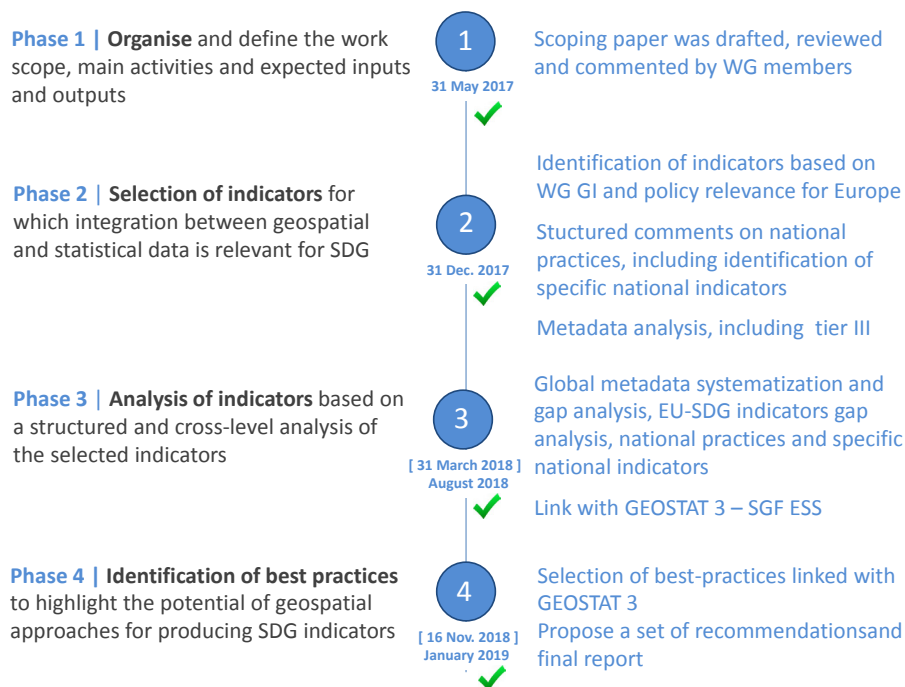 Phase 1 | Organise and define the work
scope, main activities and expected inputs
and outputs
1
31 May 2017
Scoping paper was drafted, reviewed
and commented by WG members
Phase 2 | Selection of indicators for
which integration between geospatial
and statistical data is relevant for SDG
2
31 Dec. 2017
Identification of indicators based on
WG GI and policy relevance for Europe
Stuctured comments on national
practices, including identification of
specific national indicators
Metadata analysis, including tier III
Phase 3 | Analysis of indicators based on
a structured and cross-level analysis of
the selected indicators
3
[ 31 March 2018 ]
August 2018
Global metadata systematization and
gap analysis, EU-SDG indicators gap
analysis, national practices and specific
national indicators
Link with GEOSTAT 3 – SGF ESS
Phase 4 | Identification of best practices
to highlight the potential of geospatial
approaches for producing SDG indicators
4
[ 16 Nov. 2018 ]
January 2019
Selection of best-practices linked with
GEOSTAT 3
Propose a set of recommendationsand
final report